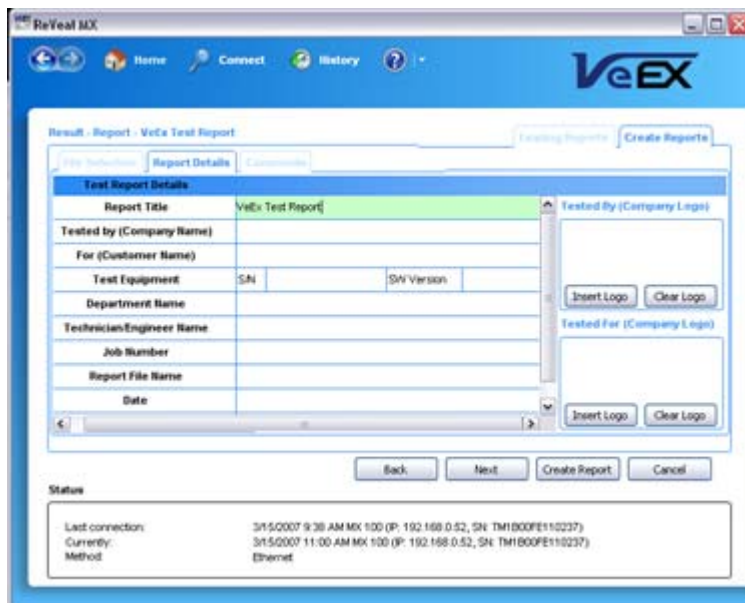 ReVeal MX
Home Connect History
VeEX
Result - Report - VeEx Test Report
Existing Reports Create Reports
File Selection Report Details Comments
Test Report Details
Report Title VeEx Test Report
Tested by (Company Name)
For (Customer Name)
Test Equipment S/N SW Version
Department Name
Technician/Engineer Name
Job Number
Report File Name
Date
Tested By (Company Logo)
Insert Logo Clear Logo
Tested For (Company Logo)
Insert Logo Clear Logo
Back Next Create Report Cancel
Status
Last connection: 3/15/2007 9:38 AM MX 100 (IP: 192.168.0.52, SN: TM1B00FE110237)
Currently: 3/15/2007 11:00 AM MX 100 (IP: 192.168.0.52, SN: TM1B00FE110237)
Method: Ethernet